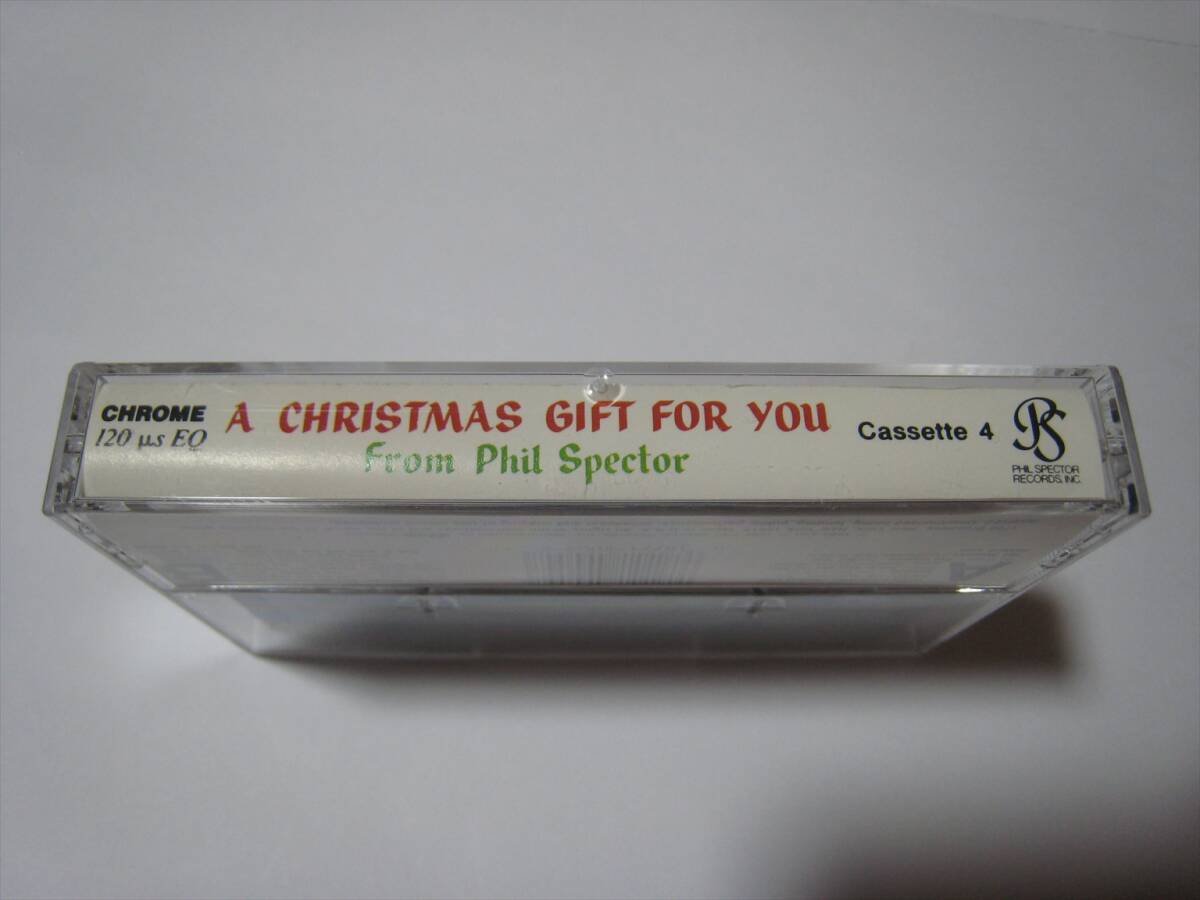 CHROME
120 µs EQ
A CHRISTMAS GIFT FOR YOU
From Phil Spector
Cassette 4
PS
PHIL SPECTOR
RECORDS, INC.